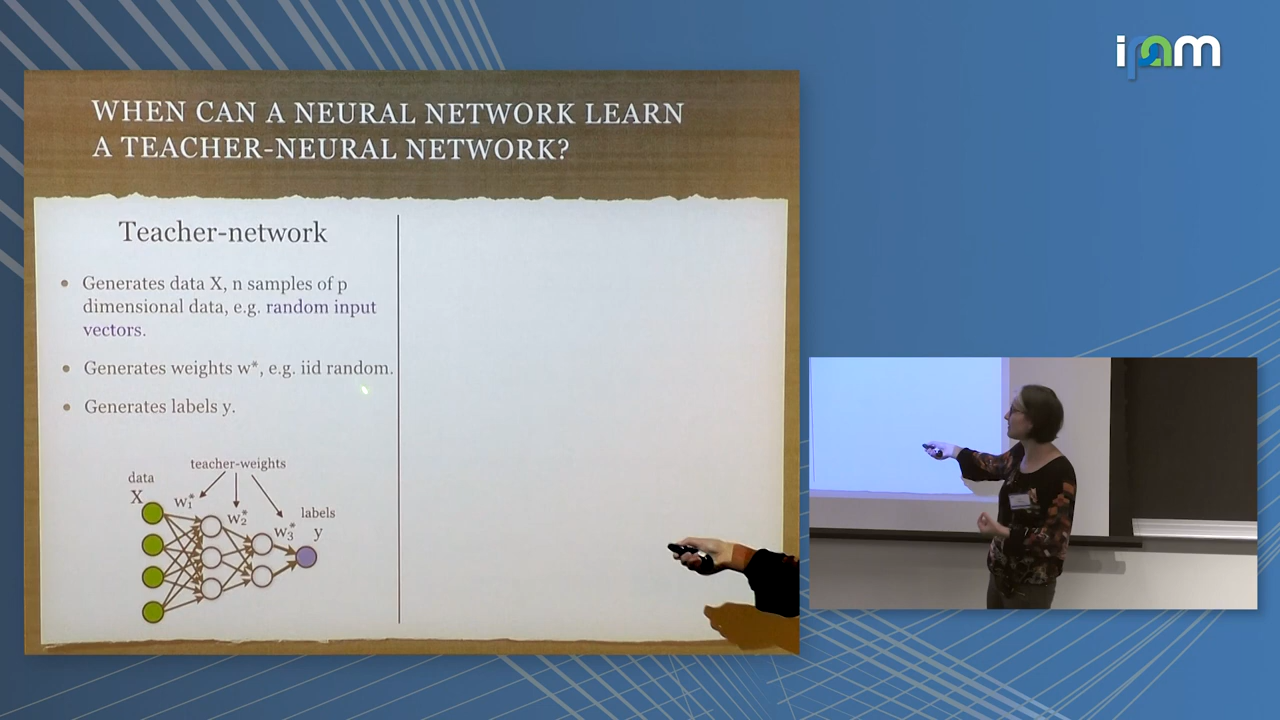 ipam
WHEN CAN A NEURAL NETWORK LEARN
A TEACHER-NEURAL NETWORK?
Teacher-network
• Generates data X, n samples of p
dimensional data, e.g. random input
vectors.
• Generates weights w*, e.g. iid random.
• Generates labels y.
teacher-weights
data
X
w₁*
w₂*
w₃*
labels
y